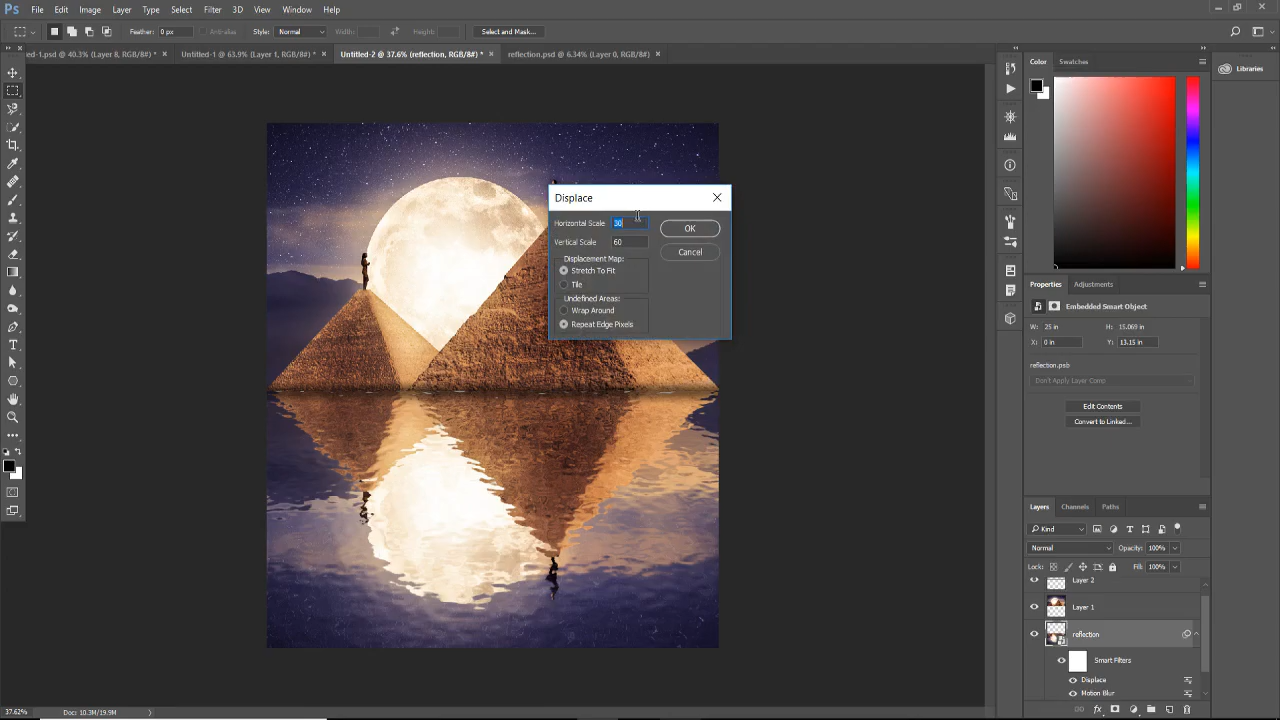 Ps File Edit Image Layer Type Select Filter 3D View Window Help
Feather: 0 px Anti-alias Style: Normal Width: Height: Select and Mask...
ed-1.psd @ 40.3% (Layer 8, RGB/8#) * × Untitled-1 @ 63.9% (Layer 1, RGB/8#) * × Untitled-2 @ 37.6% (reflection, RGB/8#) * × reflection.psd @ 6.34% (Layer 0, RGB/8#) ×
Color Swatches
Libraries
Displace
Horizontal Scale 30
OK
Vertical Scale 60
Cancel
Displacement Map:
Stretch To Fit
Tile
Undefined Areas:
Wrap Around
Repeat Edge Pixels
Properties Adjustments
Embedded Smart Object
W: 25 in H: 15.069 in
X: 0 in Y: 13.15 in
reflection.psb
Don't Apply Layer Comp
Edit Contents
Convert to Linked...
Layers Channels Paths
Kind
Normal Opacity: 100%
Lock: Fill: 100%
Layer 2
Layer 1
reflection
Smart Filters
Displace
Motion Blur
fx
37.62% Doc: 10.3M/19.9M